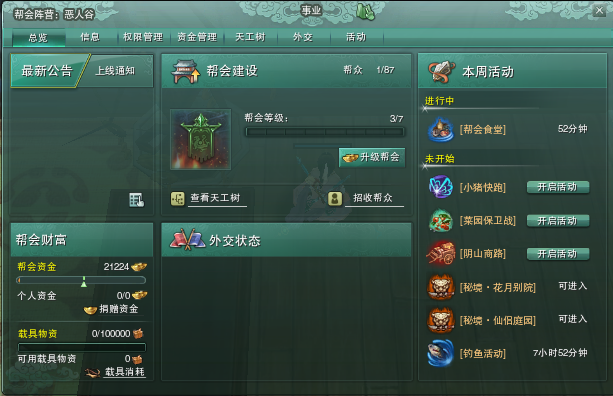 帮会阵营：恶人谷
事业
总览 信息 权限管理 资金管理 天工树 外交 活动
最新公告 上线通知
帮会建设 帮众 1/87
帮会等级： 3/7
升级帮会
查看天工树 招收帮众
帮会财富
帮会资金 21224
个人资金 0/0
捐赠资金
载具物资 0/100000
可用载具物资 0
载具消耗
外交状态
本周活动
进行中
[帮会食堂] 52分钟
未开始
[小猪快跑] 开启活动
[菜园保卫战] 开启活动
[阴山商路] 开启活动
[秘境·花月别院] 可进入
[秘境·仙侣庭园] 可进入
[钓鱼活动] 7小时52分钟